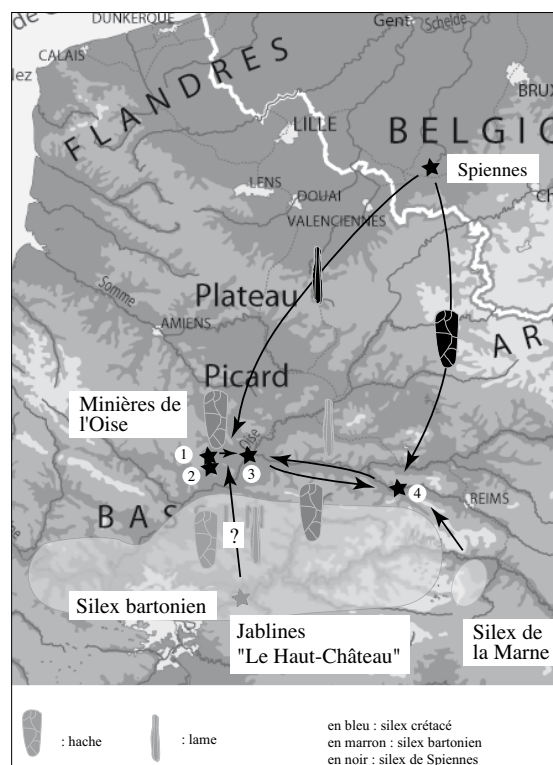 DUNKERQUE
CALAIS
FLANDRES
Gent
Schelde
BRUX
LILLE
BELGIQ
Spiennes
LENS
DOUAI
VALENCIENNES
Somme
Plateau
AMIENS
AR
Picard
Minières de
l'Oise
Oise
1
2
3
4
REIMS
BAS
?
Silex bartonien
Jablines
"Le Haut-Château"
Silex de
la Marne
: hache
: lame
en bleu : silex crétacé
en marron : silex bartonien
en noir : silex de Spiennes